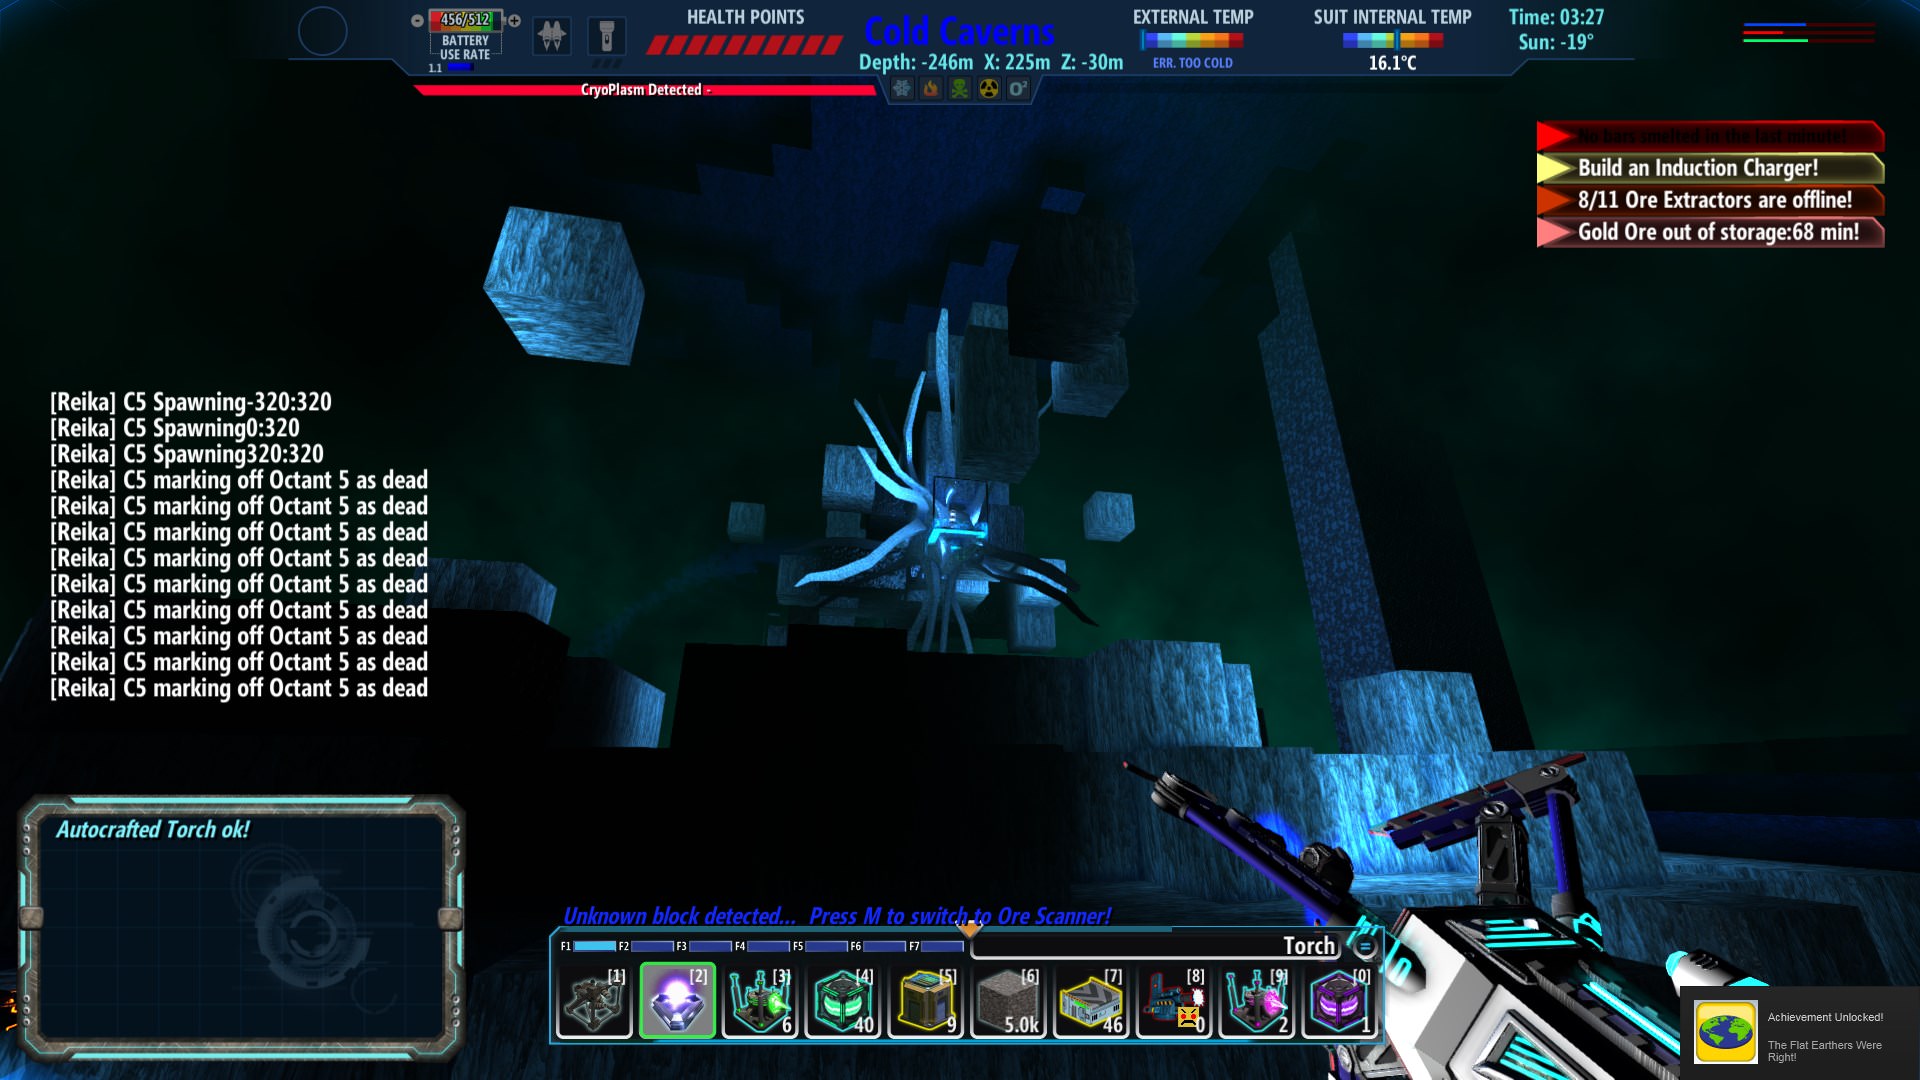 456/512
BATTERY
USE RATE
1.1
HEALTH POINTS
Cold Caverns
Depth: -246m X: 225m Z: -30m
EXTERNAL TEMP
ERR. TOO COLD
SUIT INTERNAL TEMP
16.1°C
Time: 03:27
Sun: -19°
CryoPlasm Detected -
O²
No bars smelted in the last minute!
Build an Induction Charger!
8/11 Ore Extractors are offline!
Gold Ore out of storage:68 min!
[Reika] C5 Spawning-320:320
[Reika] C5 Spawning0:320
[Reika] C5 Spawning320:320
[Reika] C5 marking off Octant 5 as dead
[Reika] C5 marking off Octant 5 as dead
[Reika] C5 marking off Octant 5 as dead
[Reika] C5 marking off Octant 5 as dead
[Reika] C5 marking off Octant 5 as dead
[Reika] C5 marking off Octant 5 as dead
[Reika] C5 marking off Octant 5 as dead
[Reika] C5 marking off Octant 5 as dead
[Reika] C5 marking off Octant 5 as dead
Autocrafted Torch ok!
Unknown block detected... Press M to switch to Ore Scanner!
F1 F2 F3 F4 F5 F6 F7
Torch
[1] [2] [3] [4] [5] [6] [7] [8] [9] [0]
6 40 9 5.0k 46 0 2 1
Achievement Unlocked!
The Flat Earthers Were
Right!